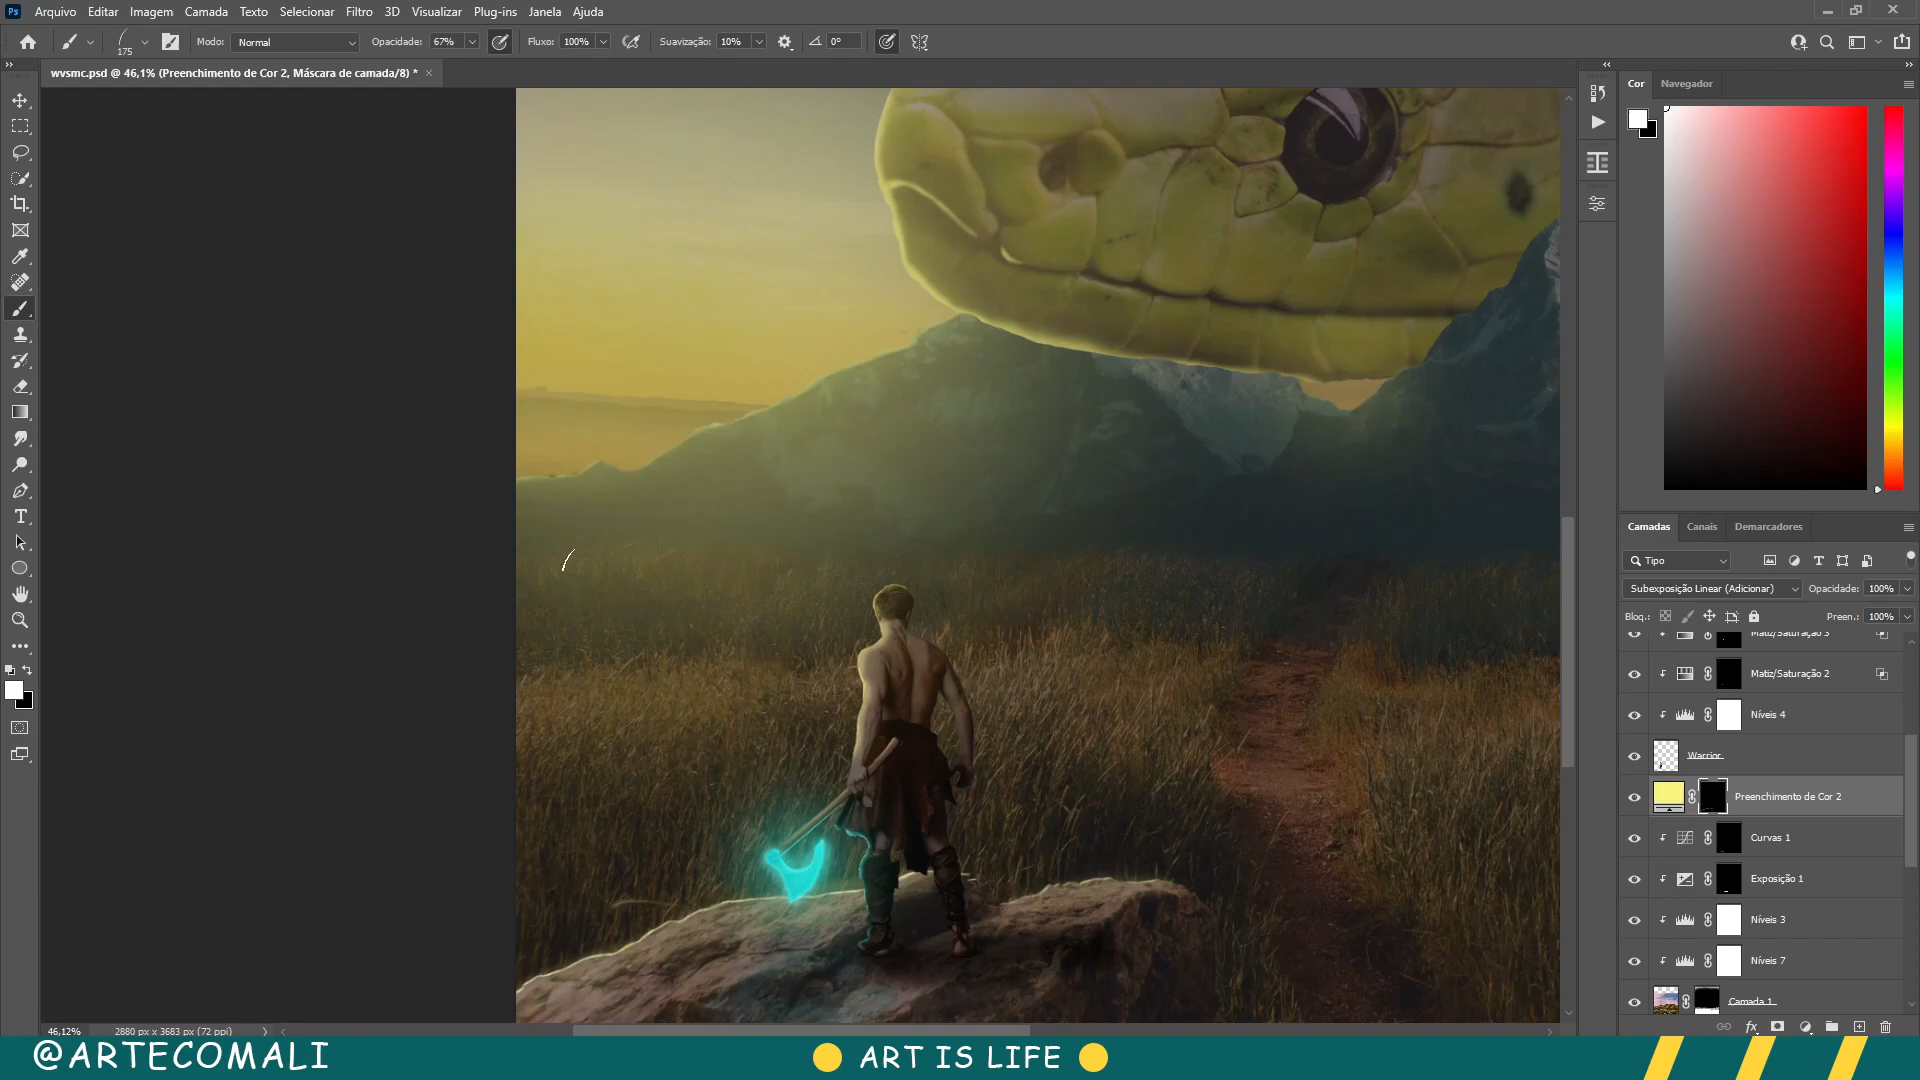 Ps Arquivo Editar Imagem Camada Texto Selecionar Filtro 3D Visualizar Plug-ins Janela Ajuda
175 Modo: Normal Opacidade: 67% Fluxo: 100% Suavização: 10% 0°
wvsmc.psd @ 46,1% (Preenchimento de Cor 2, Máscara de camada/8) *
Cor Navegador
Camadas Canais Demarcadores
Tipo
Subexposição Linear (Adicionar) Opacidade: 100%
Bloq.: Preen.: 100%
Matiz/Saturação 3
Matiz/Saturação 2
Níveis 4
Warrior
Preenchimento de Cor 2
Curvas 1
Exposição 1
Níveis 3
Níveis 7
Camada 1
46,12% 2880 px x 3683 px (72 ppi)
@ARTECOMALI ART IS LIFE